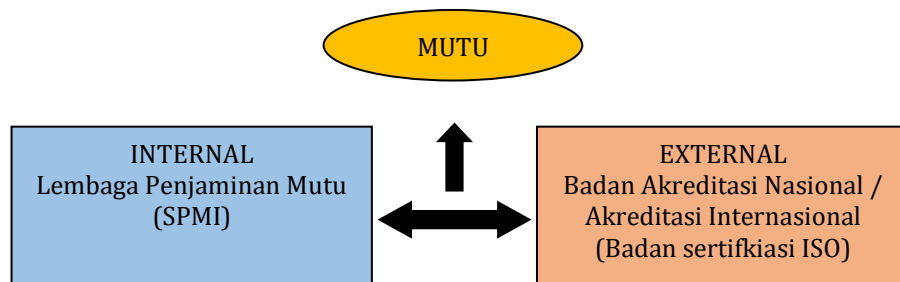 MUTU
INTERNAL
Lembaga Penjaminan Mutu
(SPMI)
EXTERNAL
Badan Akreditasi Nasional /
Akreditasi Internasional
(Badan sertifkiasi ISO)